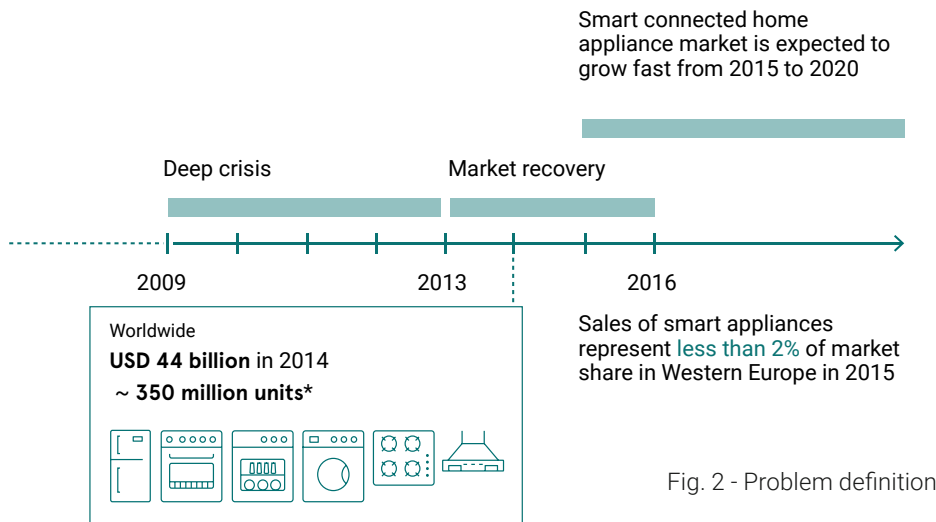 Smart connected home
appliance market is expected to
grow fast from 2015 to 2020
Deep crisis
Market recovery
2009
2013
2016
Worldwide
USD 44 billion in 2014
~ 350 million units*
Sales of smart appliances
represent less than 2% of market
share in Western Europe in 2015
Fig. 2 - Problem definition